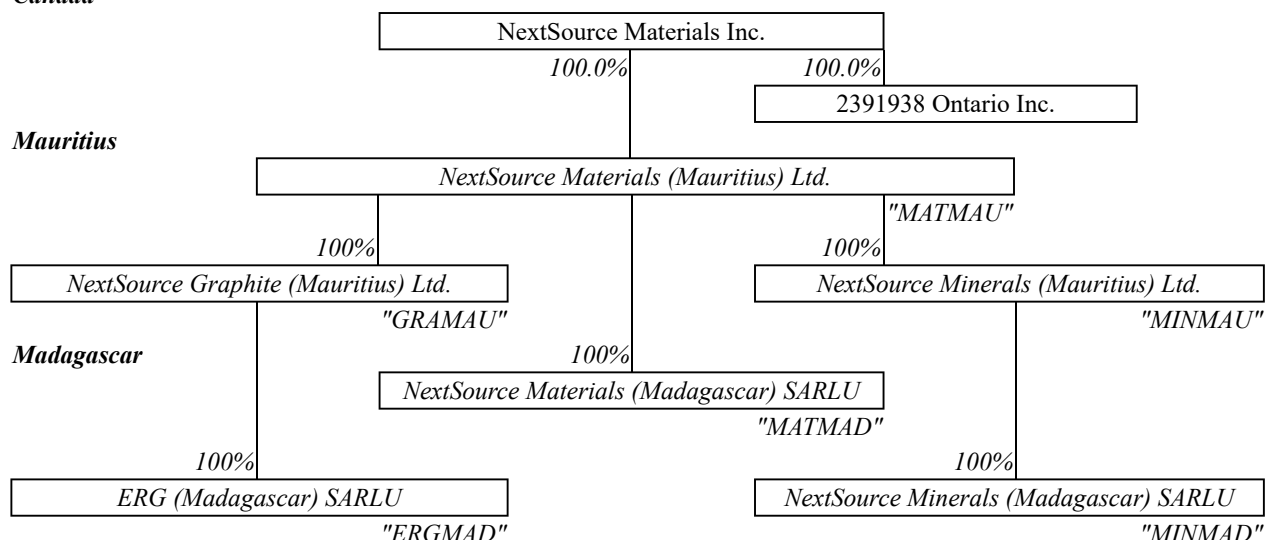 Canada
NextSource Materials Inc.
100.0% 100.0%
2391938 Ontario Inc.
Mauritius
NextSource Materials (Mauritius) Ltd.
"MATMAU"
100% 100%
NextSource Graphite (Mauritius) Ltd. NextSource Minerals (Mauritius) Ltd.
"GRAMAU" "MINMAU"
Madagascar 100%
NextSource Materials (Madagascar) SARLU
"MATMAD"
100% 100%
ERG (Madagascar) SARLU NextSource Minerals (Madagascar) SARLU
"ERGMAD" "MINMAD"